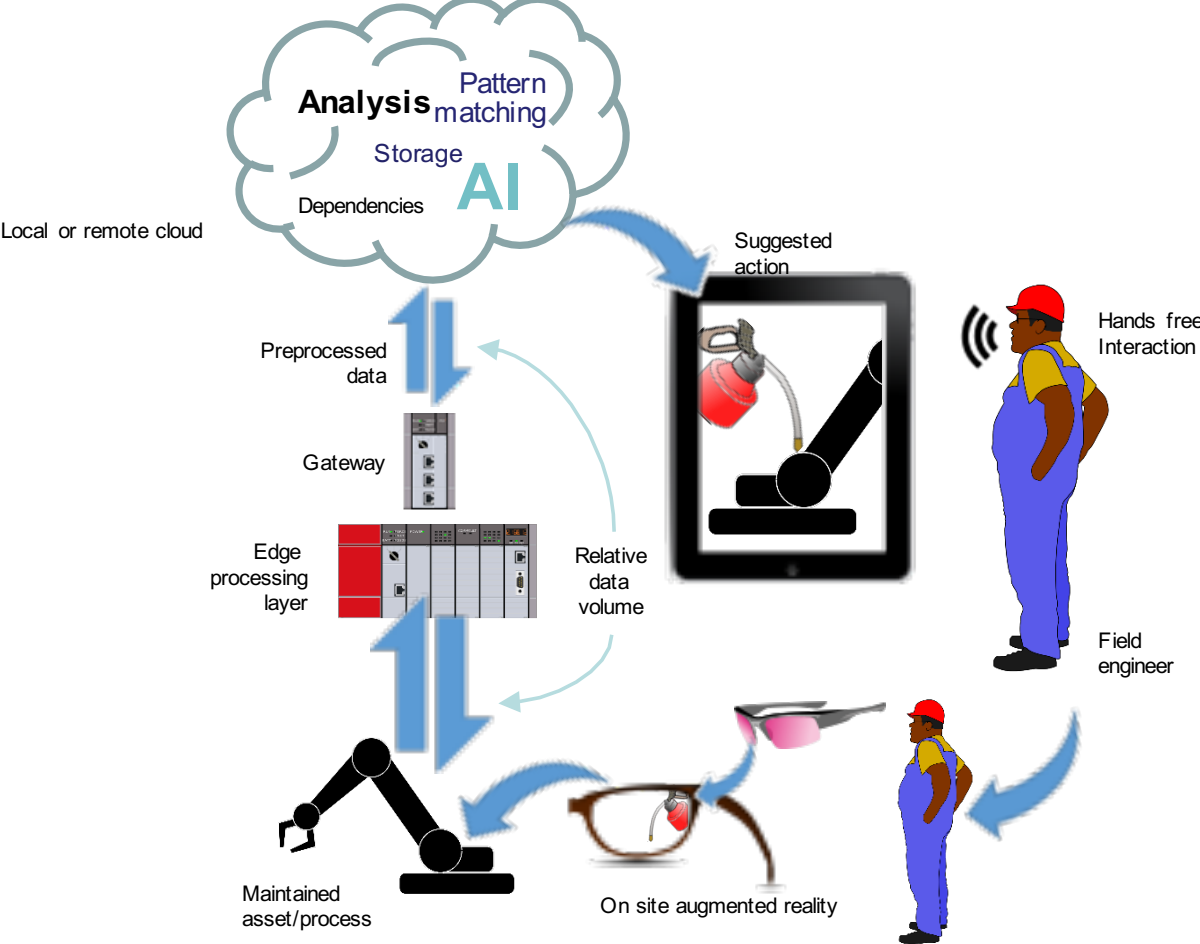 Analysis
Pattern
matching
Storage
AI
Dependencies
Local or remote cloud
Suggested
action
Hands free
Interaction
Preprocessed
data
Gateway
Edge
processing
layer
Relative
data
volume
Field
engineer
Maintained
asset/process
On site augmented reality